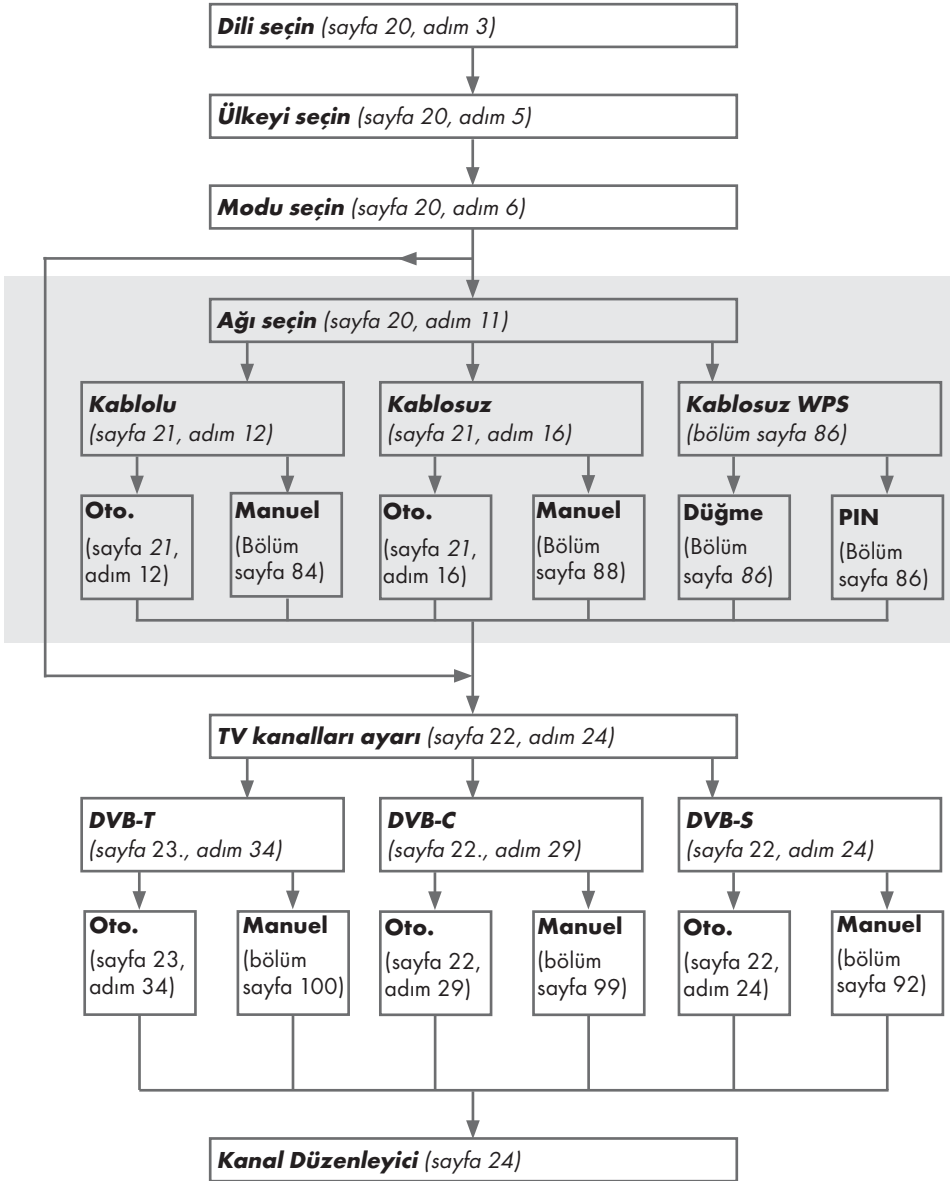 Dili seçin (sayfa 20, adım 3)
Ülkeyi seçin (sayfa 20, adım 5)
Modu seçin (sayfa 20, adım 6)
Ağı seçin (sayfa 20, adım 11)
Kablolu
(sayfa 21, adım 12)
Kablosuz
(sayfa 21, adım 16)
Kablosuz WPS
(bölüm sayfa 86)
Oto.
(sayfa 21,
adım 12)
Manuel
(Bölüm
sayfa 84)
Oto.
(sayfa 21,
adım 16)
Manuel
(Bölüm
sayfa 88)
Düğme
(Bölüm
sayfa 86)
PIN
(Bölüm
sayfa 86)
TV kanalları ayarı (sayfa 22, adım 24)
DVB-T
(sayfa 23., adım 34)
DVB-C
(sayfa 22., adım 29)
DVB-S
(sayfa 22, adım 24)
Oto.
(sayfa 23,
adım 34)
Manuel
(bölüm
sayfa 100)
Oto.
(sayfa 22,
adım 29)
Manuel
(bölüm
sayfa 99)
Oto.
(sayfa 22,
adım 24)
Manuel
(bölüm
sayfa 92)
Kanal Düzenleyici (sayfa 24)